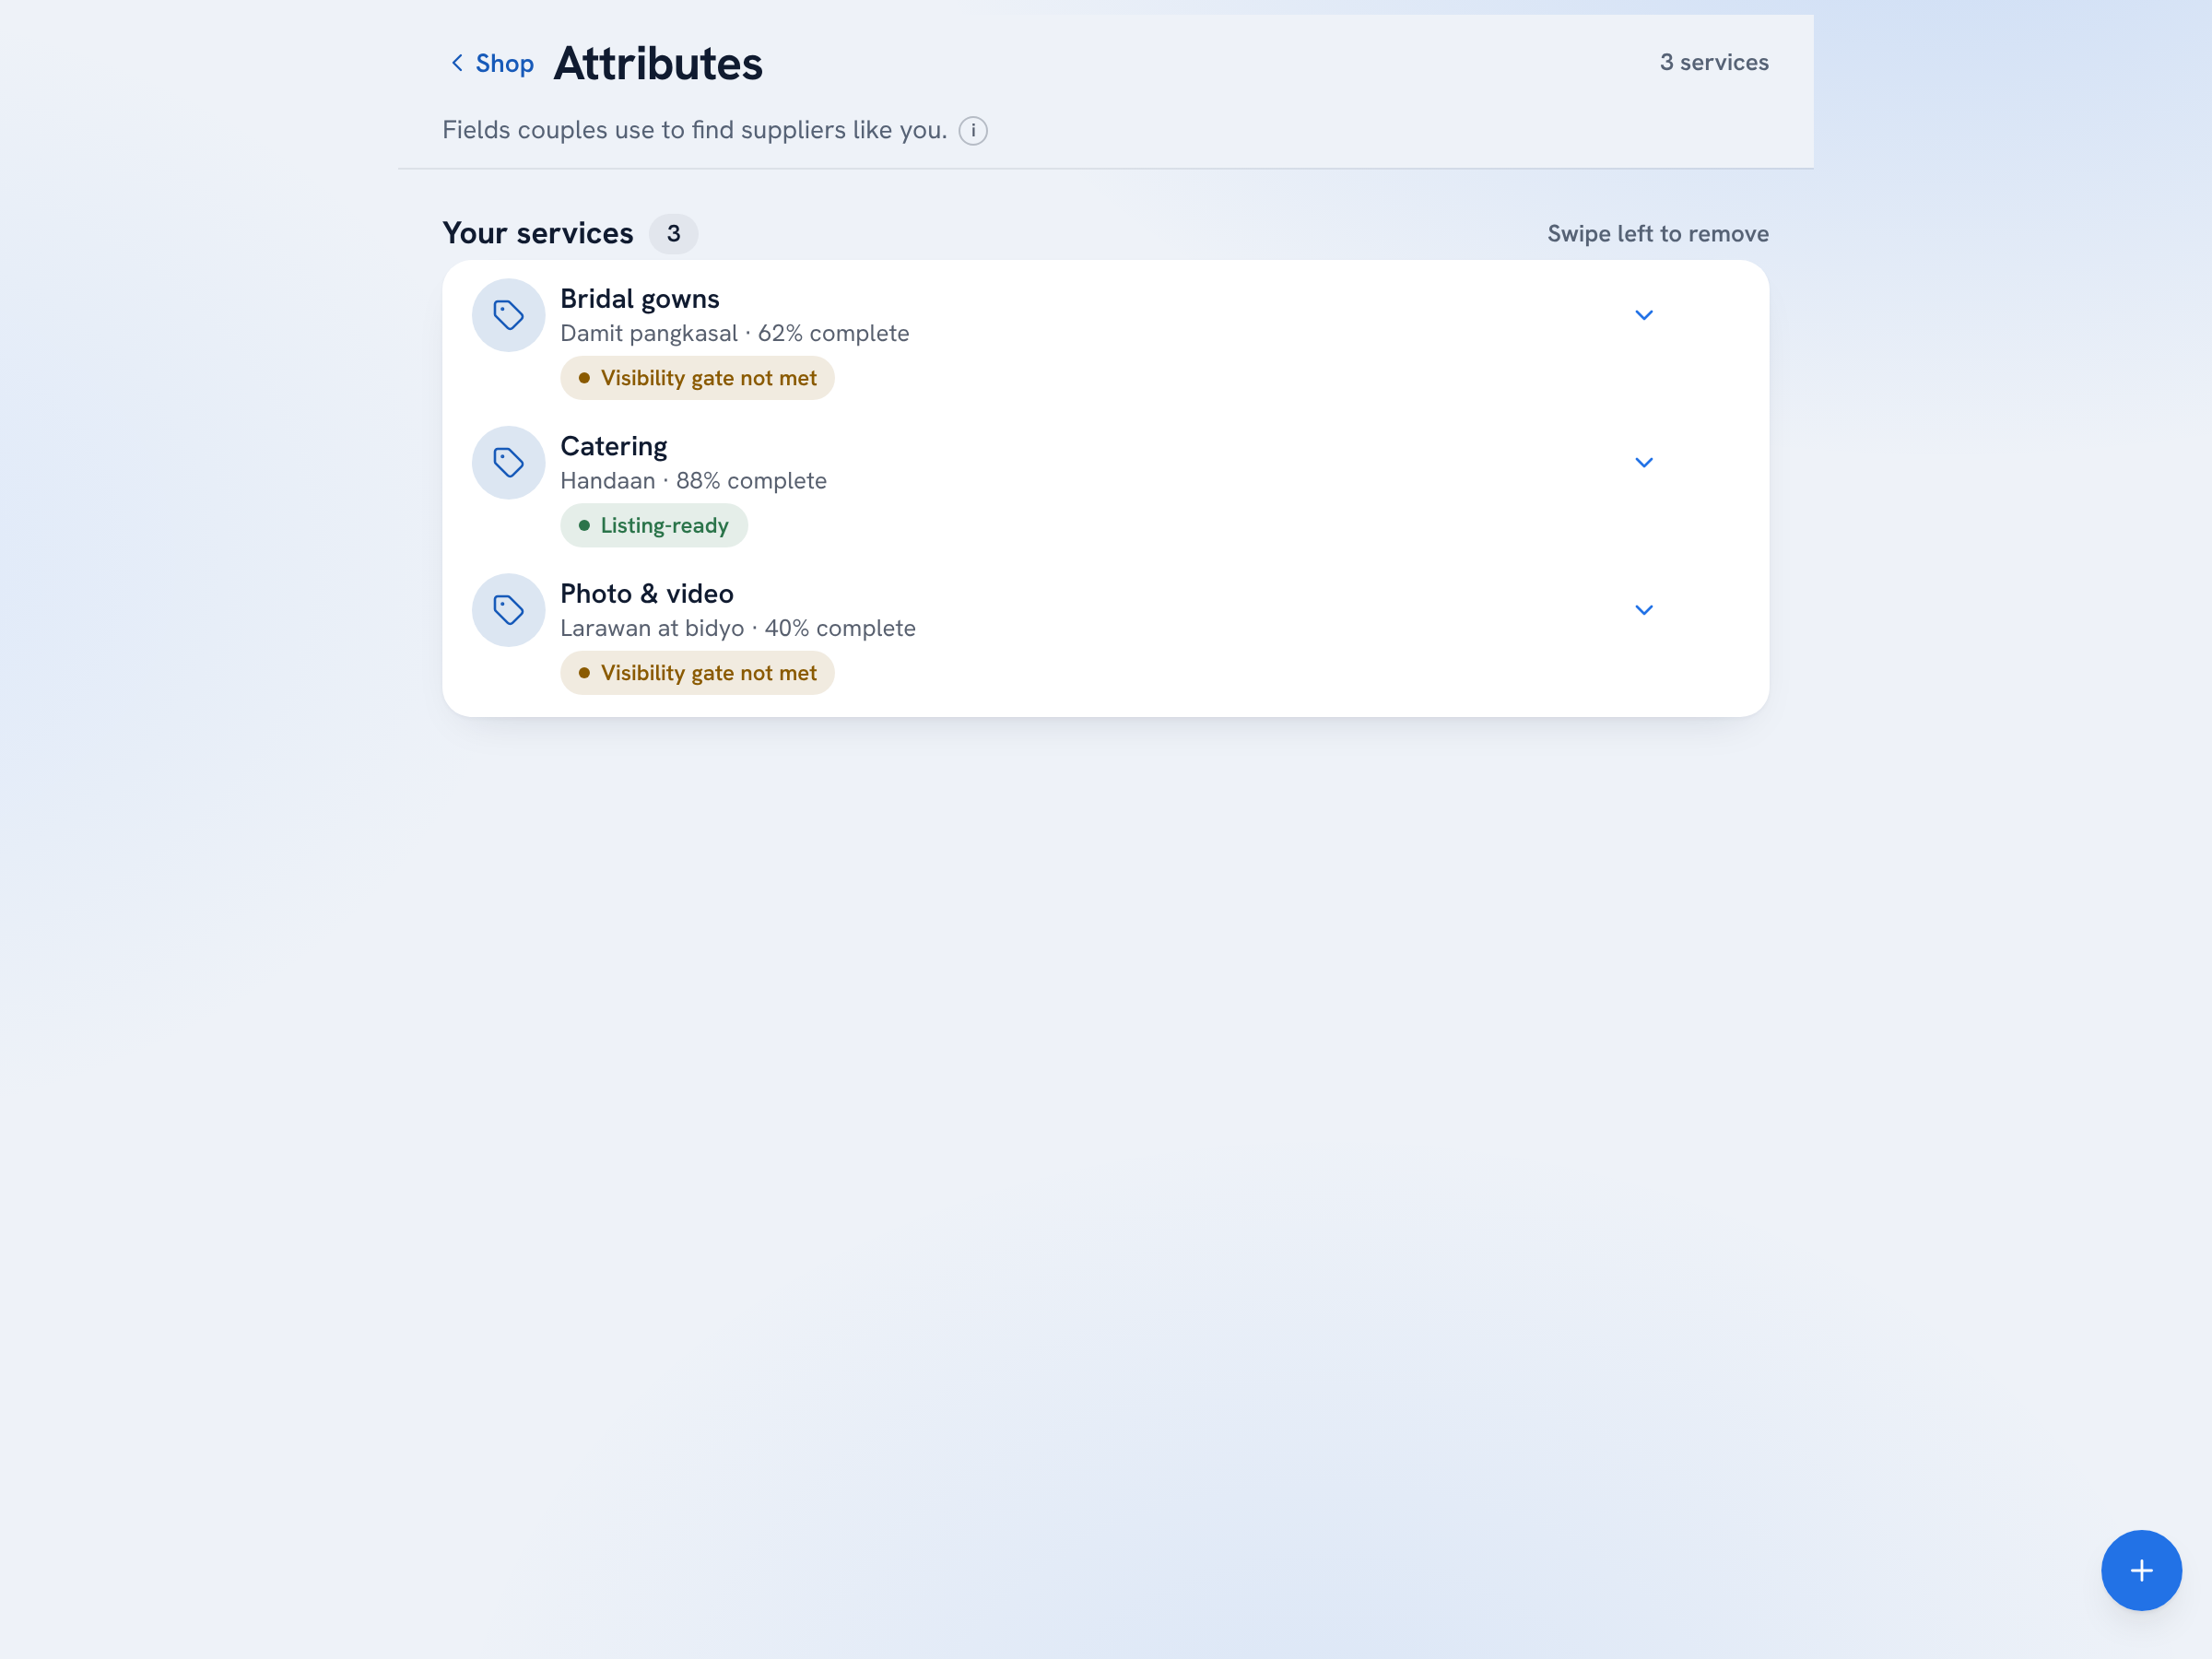 Shop Attributes 3 services
Fields couples use to find suppliers like you. i
Your services 3 Swipe left to remove
Bridal gowns
Damit pangkasal · 62% complete
Visibility gate not met
Catering
Handaan · 88% complete
Listing-ready
Photo & video
Larawan at bidyo · 40% complete
Visibility gate not met